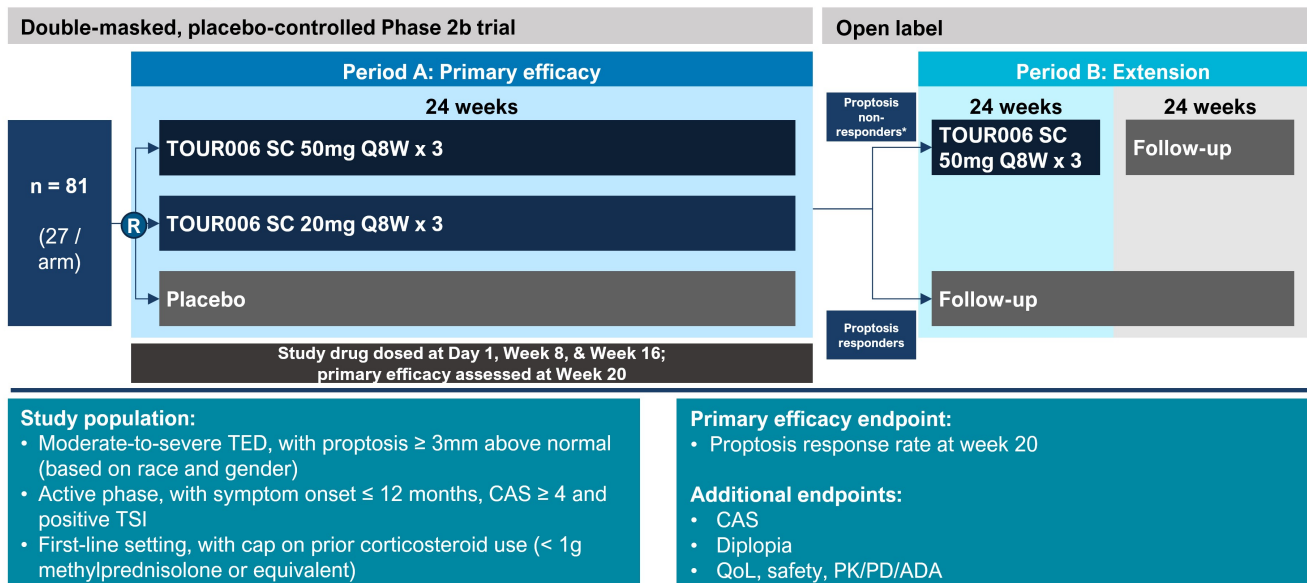 Double-masked, placebo-controlled Phase 2b trial
Open label
Period A: Primary efficacy
24 weeks
n = 81
(27 /
arm)
R
TOUR006 SC 50mg Q8W x 3
TOUR006 SC 20mg Q8W x 3
Placebo
Study drug dosed at Day 1, Week 8, & Week 16;
primary efficacy assessed at Week 20
Period B: Extension
Proptosis
non-
responders*
24 weeks
24 weeks
TOUR006 SC
50mg Q8W x 3
Follow-up
Follow-up
Proptosis
responders
Study population:
• Moderate-to-severe TED, with proptosis ≥ 3mm above normal
(based on race and gender)
• Active phase, with symptom onset ≤ 12 months, CAS ≥ 4 and
positive TSI
• First-line setting, with cap on prior corticosteroid use (< 1g
methylprednisolone or equivalent)
Primary efficacy endpoint:
• Proptosis response rate at week 20
Additional endpoints:
• CAS
• Diplopia
• QoL, safety, PK/PD/ADA